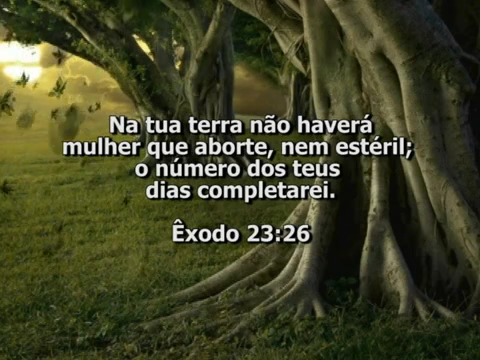 Na tua terra não haverá
mulher que aborte, nem estéril;
o número dos teus
dias completarei.
Êxodo 23:26